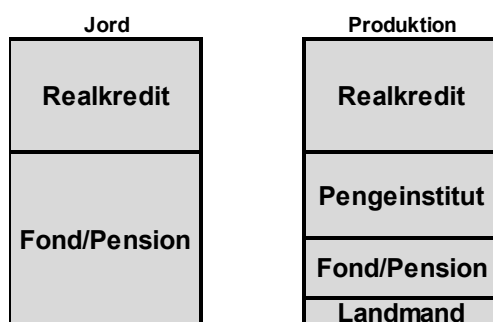 Jord
Realkredit
Fond/Pension
Produktion
Realkredit
Pengeinstitut
Fond/Pension
Landmand